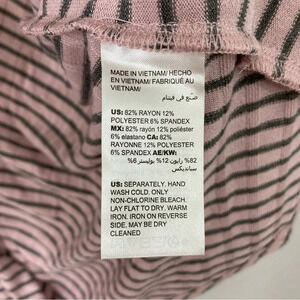 MADE IN VIETNAM/ HECHO
EN VIETNAM/ FABRIQUÉ AU
VIETNAM/
صنع في فيتنام
US: 82% RAYON 12%
POLYESTER 6% SPANDEX
MX: 82% rayón 12% poliéster
6% elastano CA: 82%
RAYONNE 12% POLYESTER
6% SPANDEX AE/KW:
82% رايون 12% بوليستر 6%
سبانديكس
US: SEPARATELY. HAND
WASH COLD. ONLY
NON-CHLORINE BLEACH.
LAY FLAT TO DRY. WARM
IRON. IRON ON REVERSE
SIDE. MAY BE DRY
CLEANED